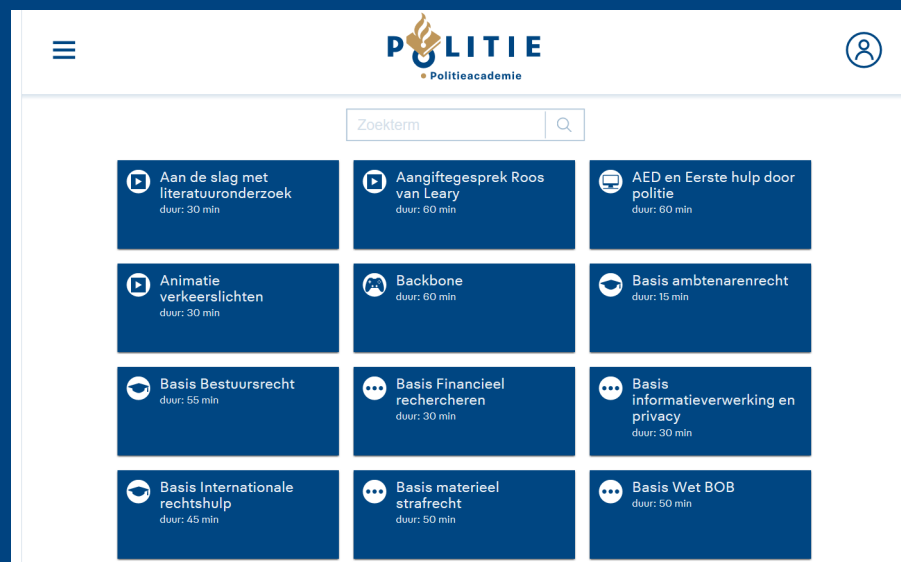 POLITIE
Politieacademie
Zoekterm
Aan de slag met
literatuuronderzoek
duur: 30 min
Aangiftegesprek Roos
van Leary
duur: 60 min
AED en Eerste hulp door
politie
duur: 60 min
Animatie
verkeerslichten
duur: 30 min
Backbone
duur: 60 min
Basis ambtenarenrecht
duur: 15 min
Basis Bestuursrecht
duur: 55 min
Basis Financieel
rechercheren
duur: 30 min
Basis
informatieverwerking en
privacy
duur: 30 min
Basis Internationale
rechtshulp
duur: 45 min
Basis materieel
strafrecht
duur: 50 min
Basis Wet BOB
duur: 50 min